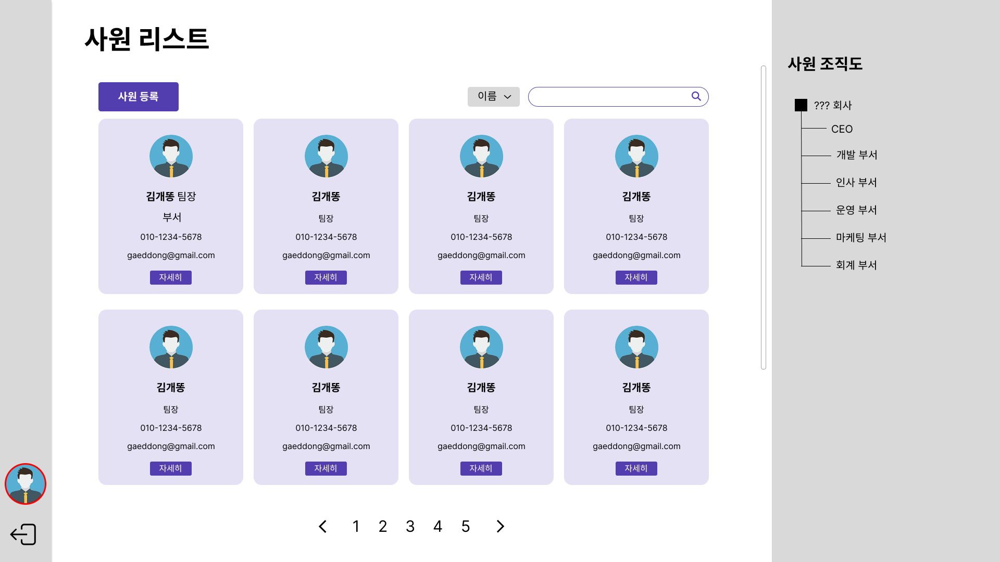 사원 리스트
사원 등록
이름
김개똥 팀장
부서
010-1234-5678
gaeddong@gmail.com
자세히
김개똥
팀장
010-1234-5678
gaeddong@gmail.com
자세히
김개똥
팀장
010-1234-5678
gaeddong@gmail.com
자세히
김개똥
팀장
010-1234-5678
gaeddong@gmail.com
자세히
김개똥
팀장
010-1234-5678
gaeddong@gmail.com
자세히
김개똥
팀장
010-1234-5678
gaeddong@gmail.com
자세히
김개똥
팀장
010-1234-5678
gaeddong@gmail.com
자세히
김개똥
팀장
010-1234-5678
gaeddong@gmail.com
자세히
1 2 3 4 5
사원 조직도
??? 회사
CEO
개발 부서
인사 부서
운영 부서
마케팅 부서
회계 부서